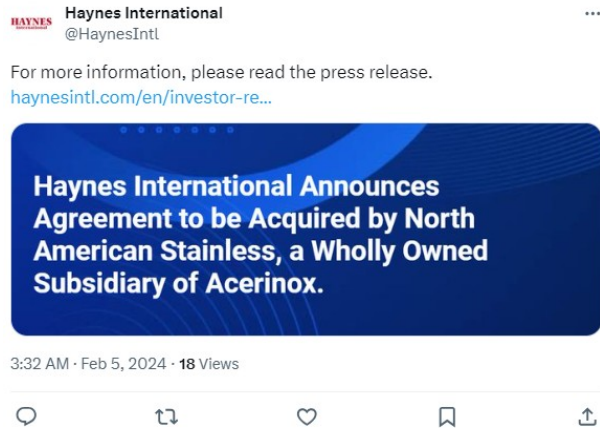 HAYNES
International
Haynes International
@HaynesIntl
For more information, please read the press release.
haynesintl.com/en/investor-re...
Haynes International Announces
Agreement to be Acquired by North
American Stainless, a Wholly Owned
Subsidiary of Acerinox.
3:32 AM · Feb 5, 2024 · 18 Views